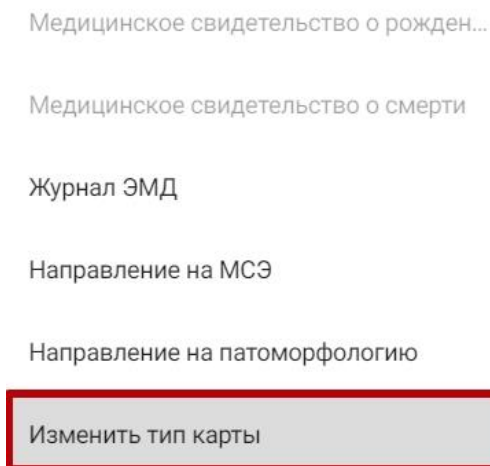 Медицинское свидетельство о рожден...
Медицинское свидетельство о смерти
Журнал ЭМД
Направление на МСЭ
Направление на патоморфологию
Изменить тип карты